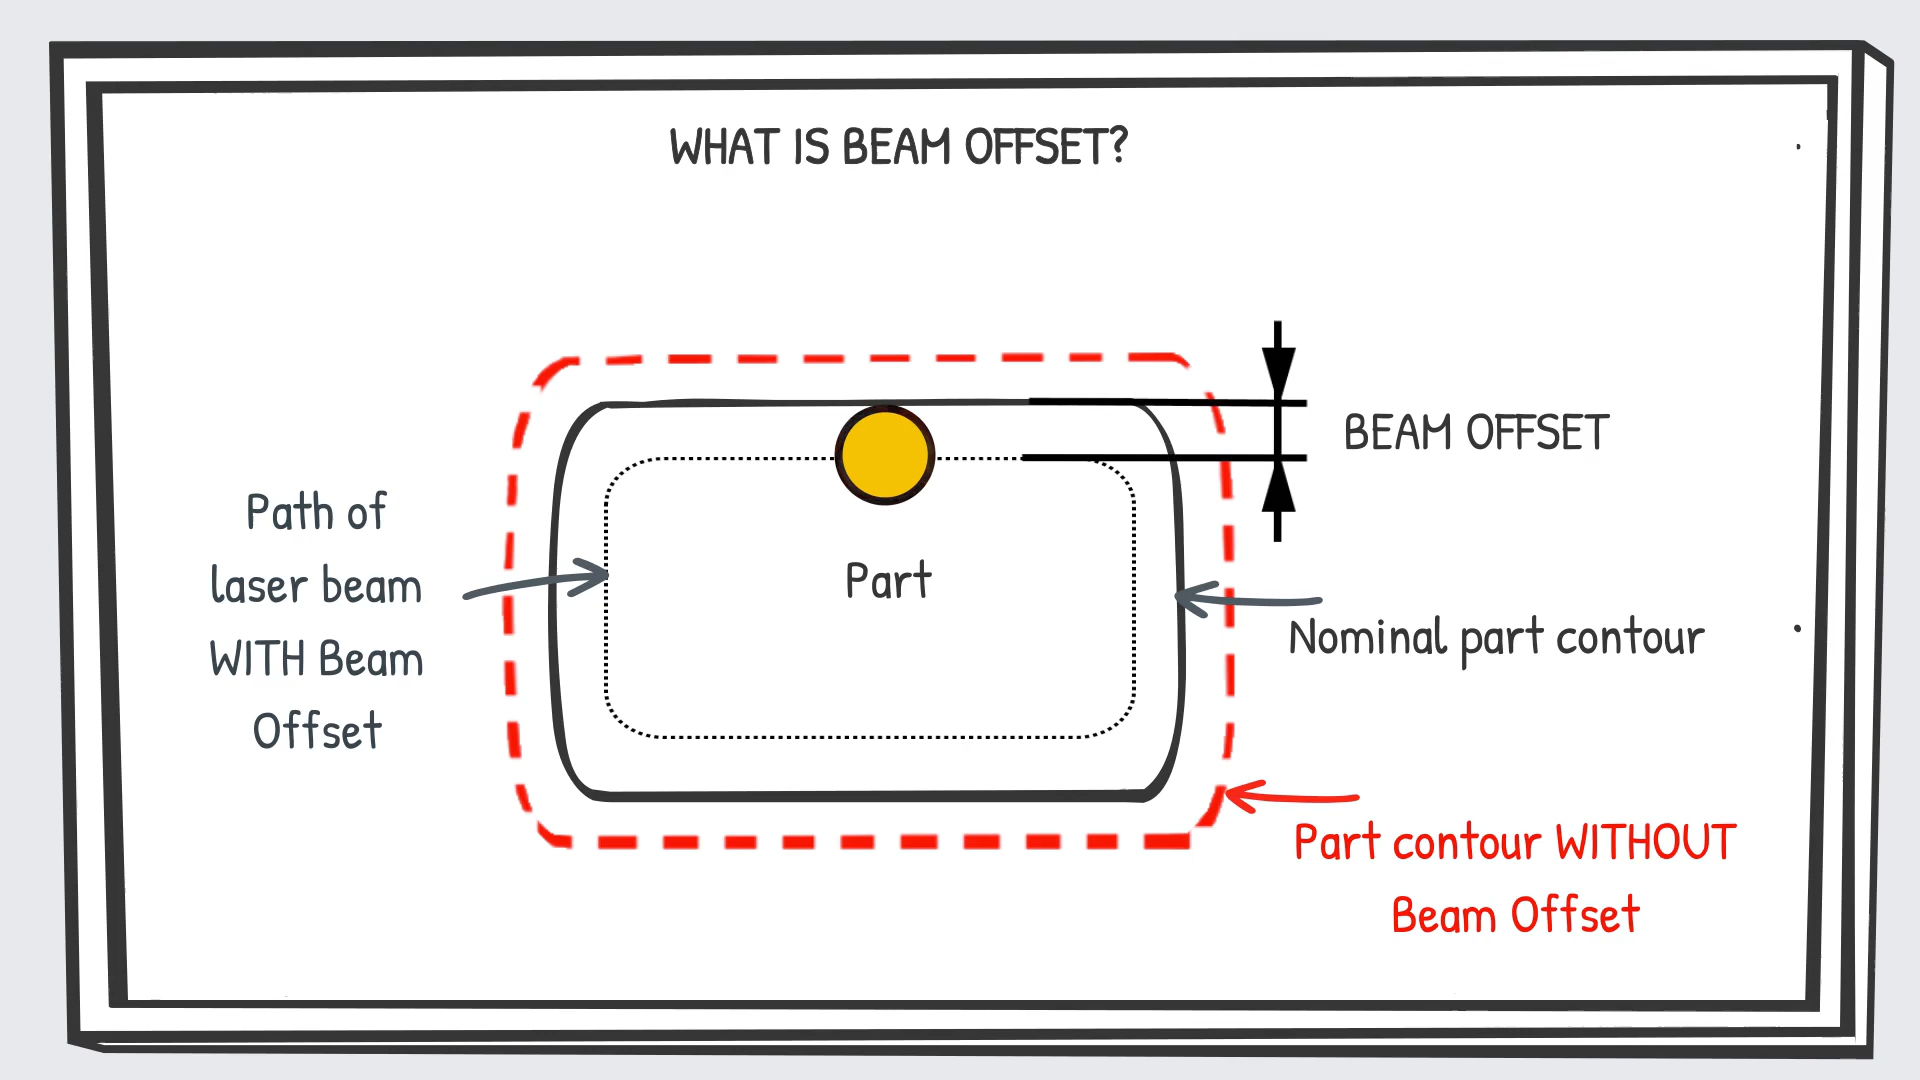 WHAT IS BEAM OFFSET?
BEAM OFFSET
Path of
laser beam
WITH Beam
Offset
Part
Nominal part contour
Part contour WITHOUT
Beam Offset